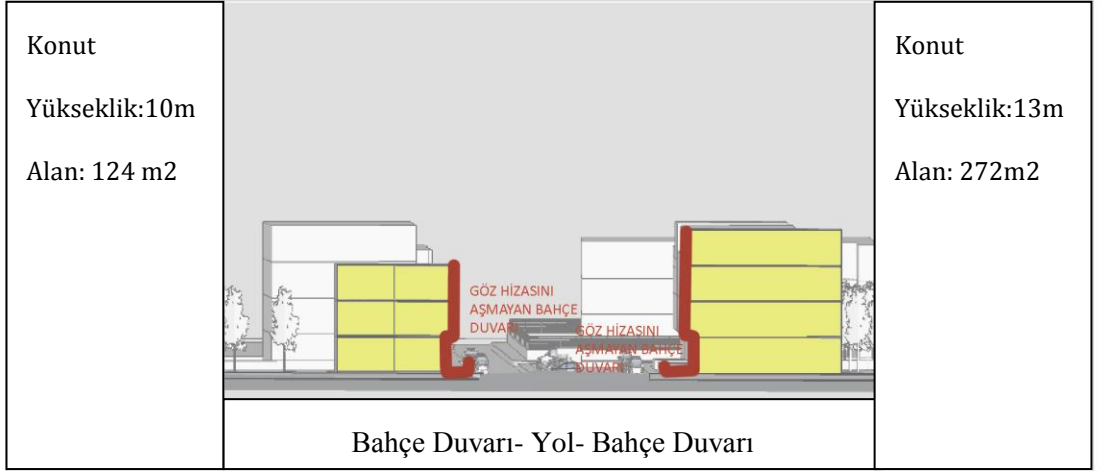 Konut
Yükseklik:10m
Alan: 124 m2
GÖZ HİZASINI
AŞMAYAN BAHÇE
DUVARI
GÖZ HİZASINI
AŞMAYAN BAHÇE
DUVARI
Konut
Yükseklik:13m
Alan: 272m2
Bahçe Duvarı- Yol- Bahçe Duvarı